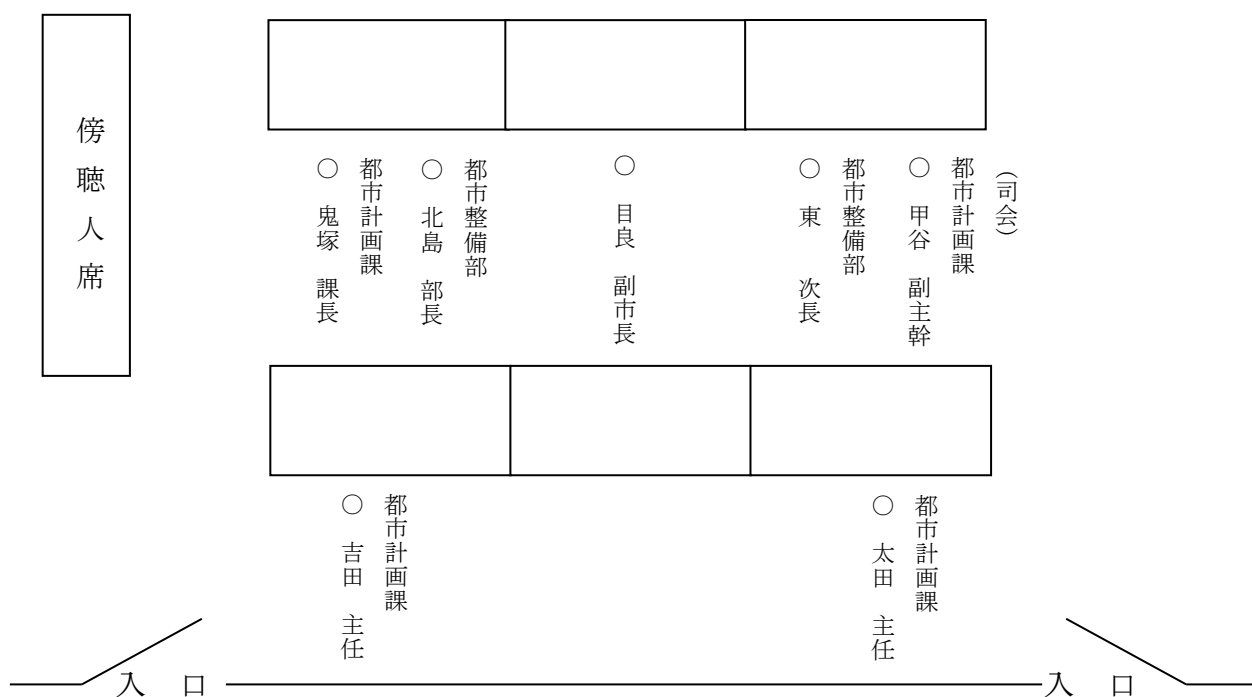 (司会)
都市計画課
○ 甲谷 副主幹
都市整備部
○ 東 次長
○ 目良 副市長
都市整備部
○ 北島 部長
都市計画課
○ 鬼塚 課長
傍聴人席
都市計画課
○ 太田 主任
都市計画課
○ 吉田 主任
入口
入口